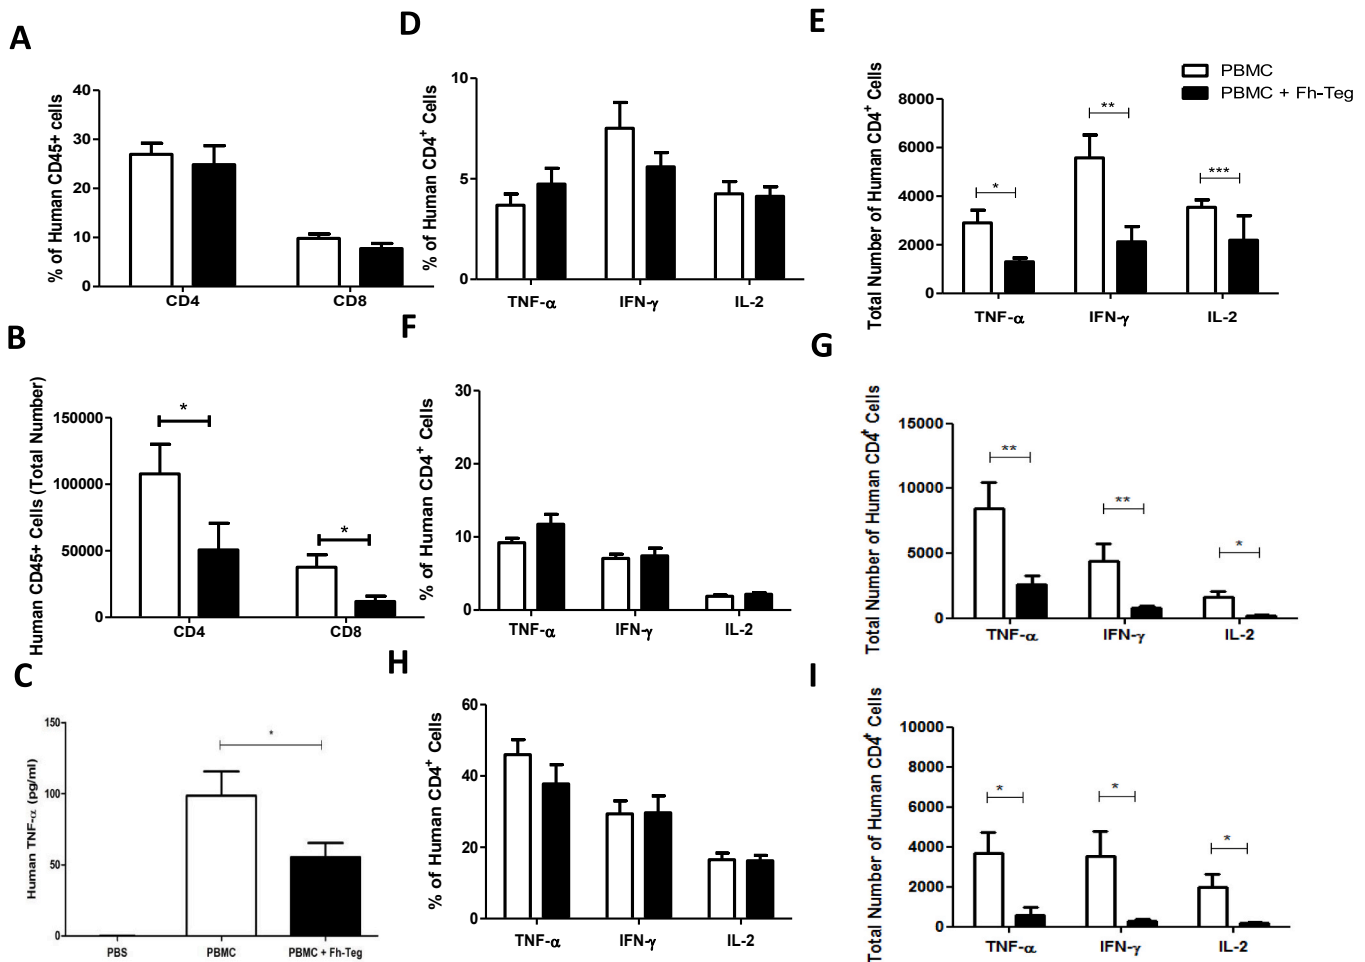 A
% of Human CD45+ cells
40
30
20
10
0
CD4
CD8
D
% of Human CD4+ Cells
10
5
0
TNF-α
IFN-γ
IL-2
E
PBMC
PBMC + Fh-Teg
Total Number of Human CD4+ Cells
8000
6000
4000
2000
0
*
**
***
TNF-α
IFN-γ
IL-2
B
Human CD45+ Cells (Total Number)
150000
100000
50000
0
*
*
CD4
CD8
F
% of Human CD4+ Cells
30
20
10
0
TNF-α
IFN-γ
IL-2
G
Total Number of Human CD4+ Cells
15000
10000
5000
0
**
**
*
TNF-α
IFN-γ
IL-2
C
Human TNF-α (pg/ml)
150
100
50
0
*
PBS
PBMC
PBMC + Fh-Teg
H
% of Human CD4+ Cells
60
40
20
0
TNF-α
IFN-γ
IL-2
I
Total Number of Human CD4+ Cells
10000
8000
6000
4000
2000
0
*
*
*
TNF-α
IFN-γ
IL-2